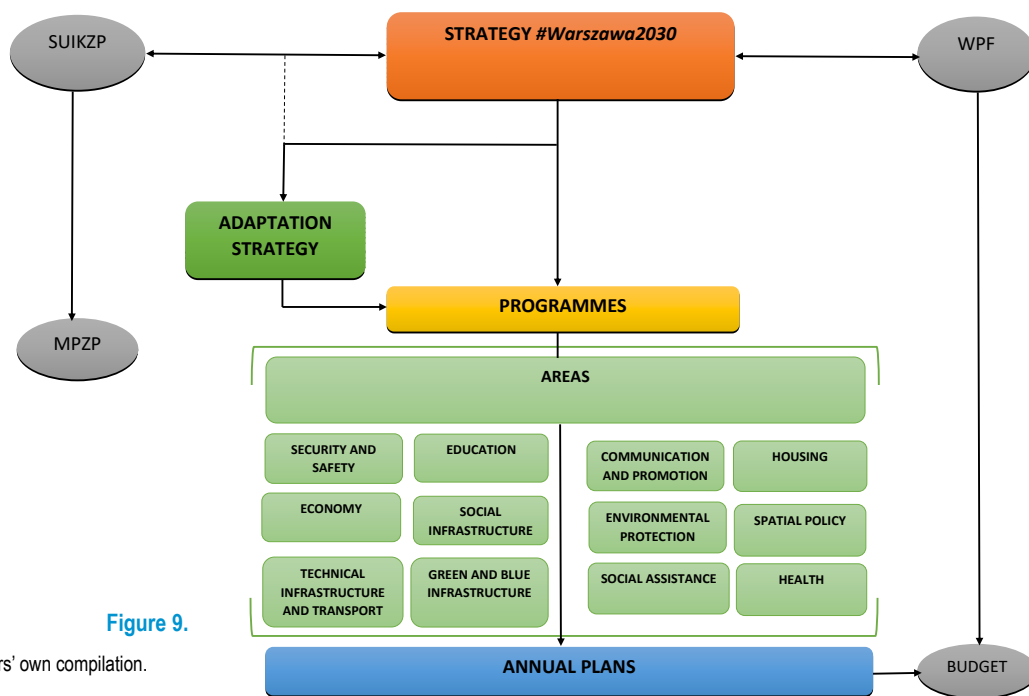 SUIKZP
STRATEGY #Warszawa2030
WPF
ADAPTATION
STRATEGY
PROGRAMMES
MPZP
AREAS
SECURITY AND
SAFETY
EDUCATION
COMMUNICATION
AND PROMOTION
HOUSING
ECONOMY
SOCIAL
INFRASTRUCTURE
ENVIRONMENTAL
PROTECTION
SPATIAL POLICY
TECHNICAL
INFRASTRUCTURE
AND TRANSPORT
GREEN AND BLUE
INFRASTRUCTURE
SOCIAL ASSISTANCE
HEALTH
Figure 9.
rs’ own compilation.
ANNUAL PLANS
BUDGET